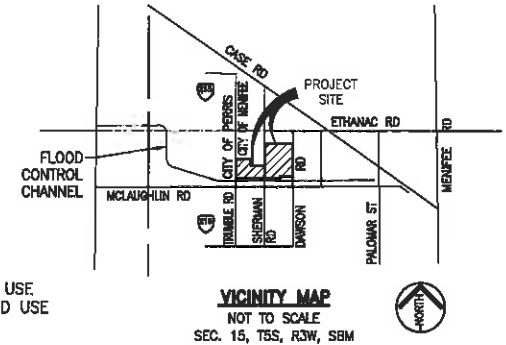 CASE RD
PROJECT
SITE
CITY OF PERRIS
CITY OF MENIFEE
ETHANAC RD
MENIFEE RD
FLOOD
CONTROL
CHANNEL
MCLAUGHLIN RD
TRUMBLE RD
SHERMAN
RD
DAWSON
RD
PALOMAR ST
USE
D USE
VICINITY MAP
NOT TO SCALE
SEC. 15, T5S, R3W, SBM
NORTH